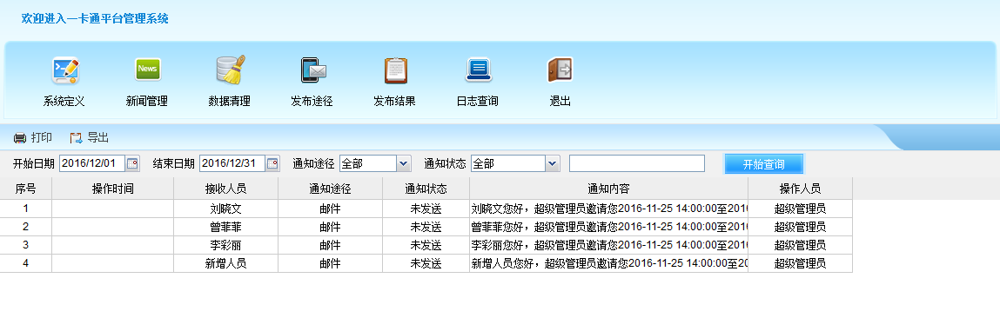 欢迎进入一卡通平台管理系统
News
系统定义 新闻管理 数据清理 发布途径 发布结果 日志查询 退出
打印 导出
开始日期 2016/12/01 结束日期 2016/12/31 通知途径 全部 通知状态 全部 开始查询
序号 操作时间 接收人员 通知途径 通知状态 通知内容 操作人员
1 刘晓文 邮件 未发送 刘晓文您好，超级管理员邀请您2016-11-25 14:00:00至2016 超级管理员
2 曾菲菲 邮件 未发送 曾菲菲您好，超级管理员邀请您2016-11-25 14:00:00至2016 超级管理员
3 李彩丽 邮件 未发送 李彩丽您好，超级管理员邀请您2016-11-25 14:00:00至2016 超级管理员
4 新增人员 邮件 未发送 新增人员您好，超级管理员邀请您2016-11-25 14:00:00至20 超级管理员